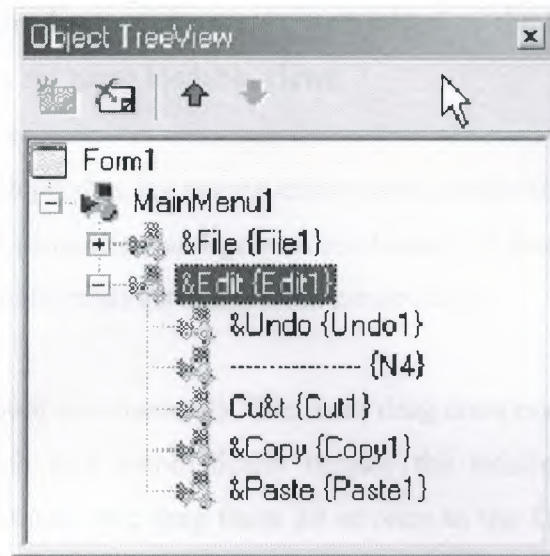 Object TreeView
Form1
MainMenu1
&File {File1}
&Edit {Edit1}
&Undo {Undo1}
--------------- {N4}
Cu&t {Cut1}
&Copy {Copy1}
&Paste {Paste1}